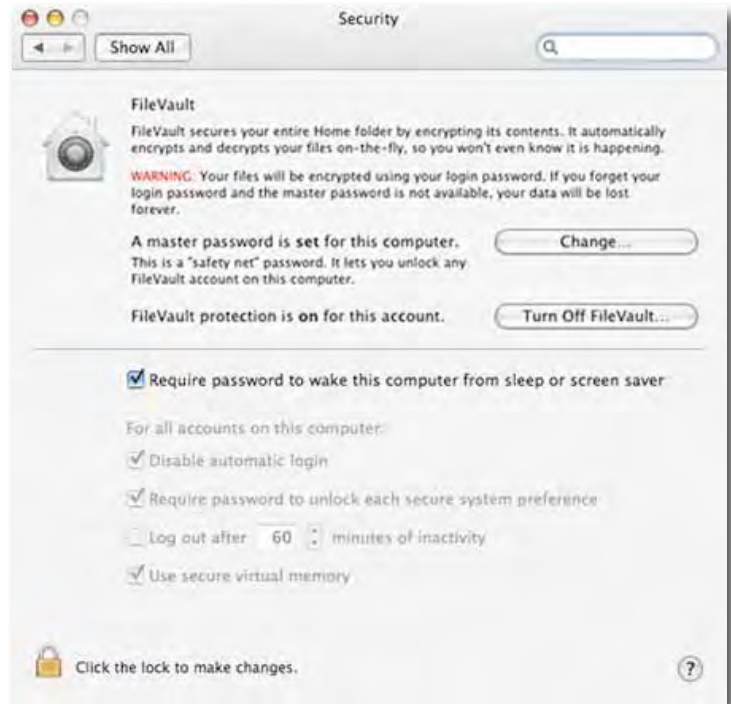 Security
Show All
FileVault
FileVault secures your entire Home folder by encrypting its contents. It automatically
encrypts and decrypts your files on-the-fly, so you won't even know it is happening.
WARNING: Your files will be encrypted using your login password. If you forget your
login password and the master password is not available, your data will be lost
forever.
A master password is set for this computer.
Change...
This is a "safety net" password. It lets you unlock any
FileVault account on this computer.
FileVault protection is on for this account.
Turn Off FileVault...
Require password to wake this computer from sleep or screen saver
For all accounts on this computer:
Disable automatic login
Require password to unlock each secure system preference
Log out after 60 minutes of inactivity
Use secure virtual memory
Click the lock to make changes.
?